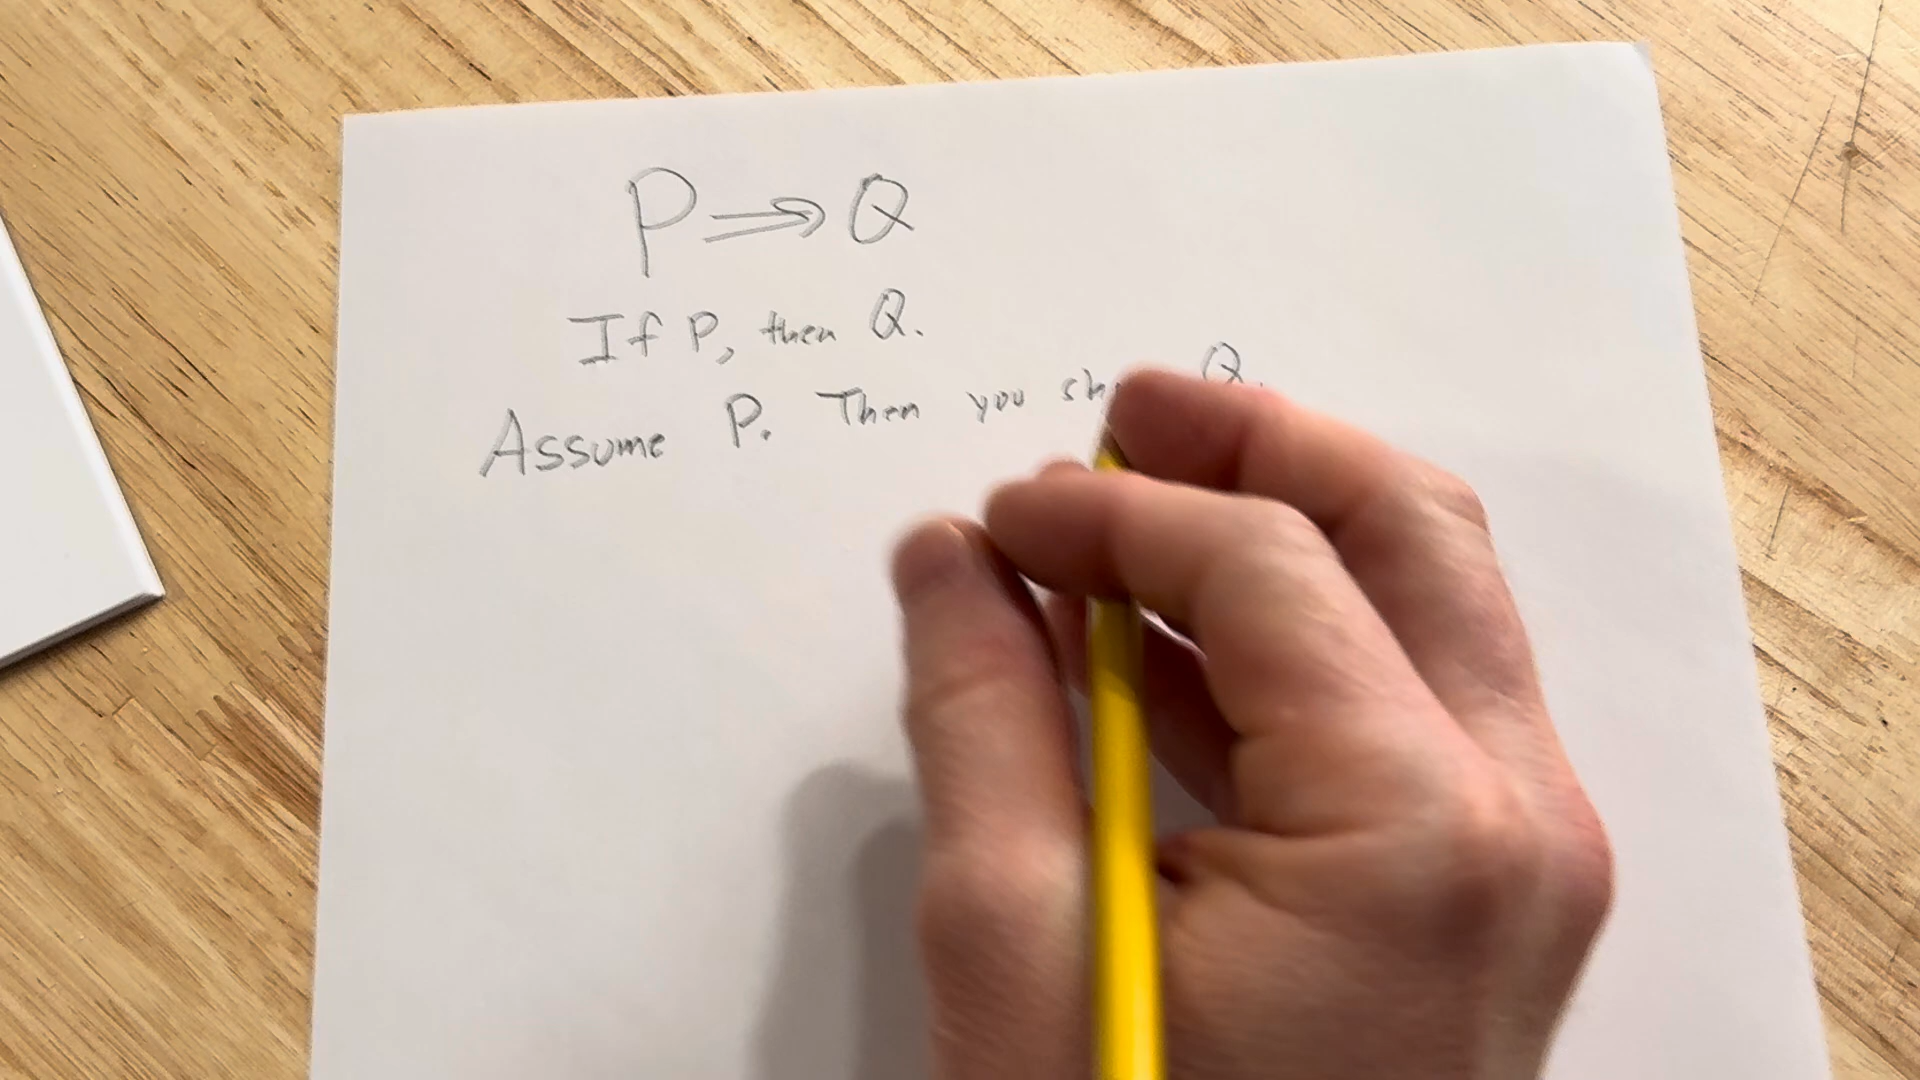 P ⇒ Q
If P, then Q.
Assume P. Then you Q.